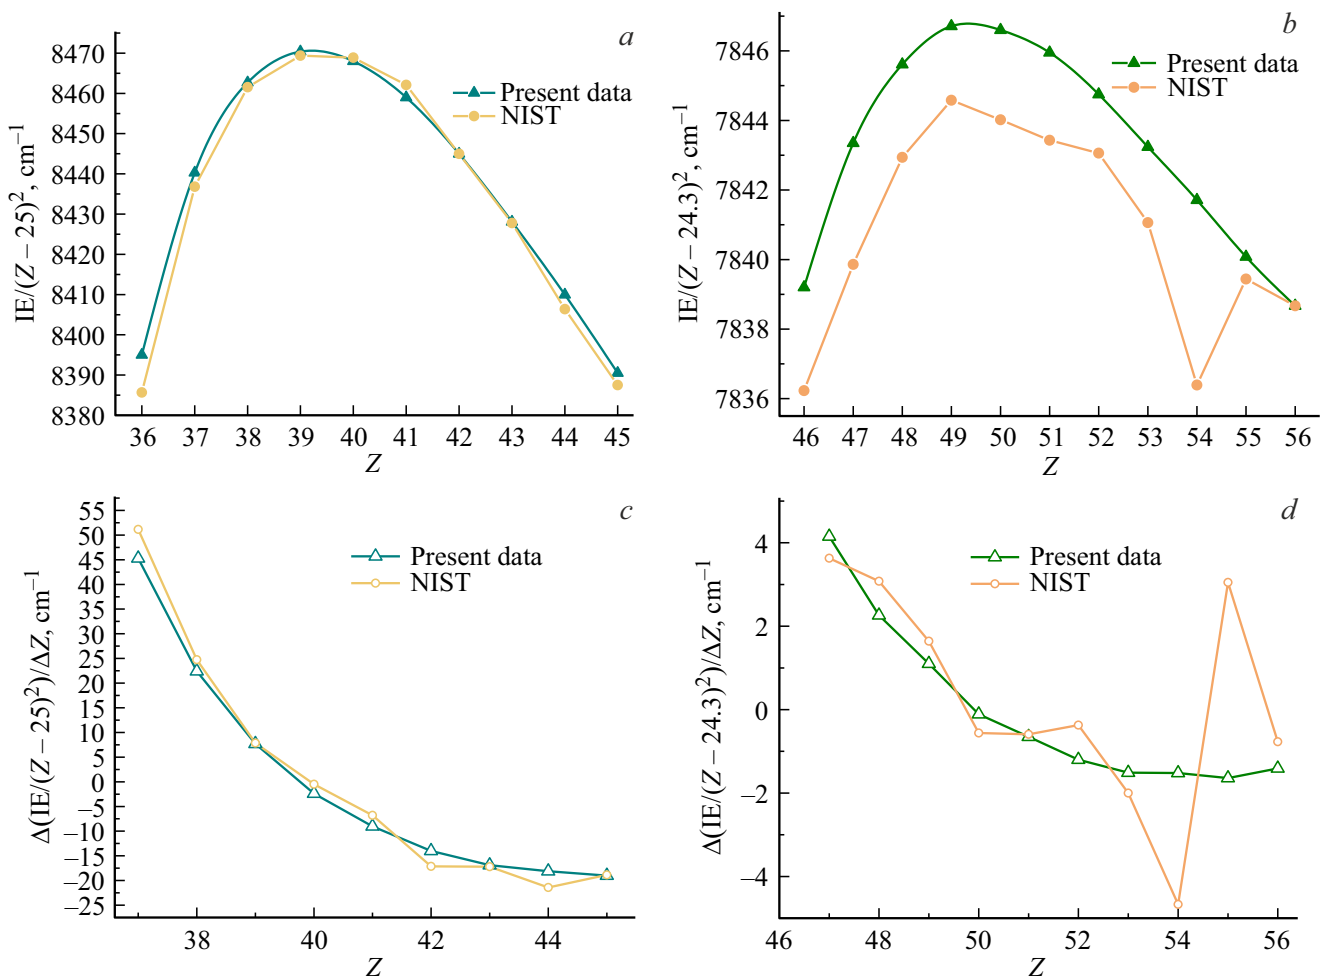 a
IE/(Z − 25)², cm⁻¹
8470
8460
8450
8440
8430
8420
8410
8400
8390
8380
Present data
NIST
36 37 38 39 40 41 42 43 44 45
Z
b
IE/(Z − 24.3)², cm⁻¹
7846
7844
7842
7840
7838
7836
Present data
NIST
46 47 48 49 50 51 52 53 54 55 56
Z
c
Δ(IE/(Z − 25)²)/ΔZ, cm⁻¹
55
50
45
40
35
30
25
20
15
10
5
0
−5
−10
−15
−20
−25
Present data
NIST
38 40 42 44
Z
d
Δ(IE/(Z − 24.3)²)/ΔZ, cm⁻¹
4
2
0
−2
−4
Present data
NIST
46 48 50 52 54 56
Z